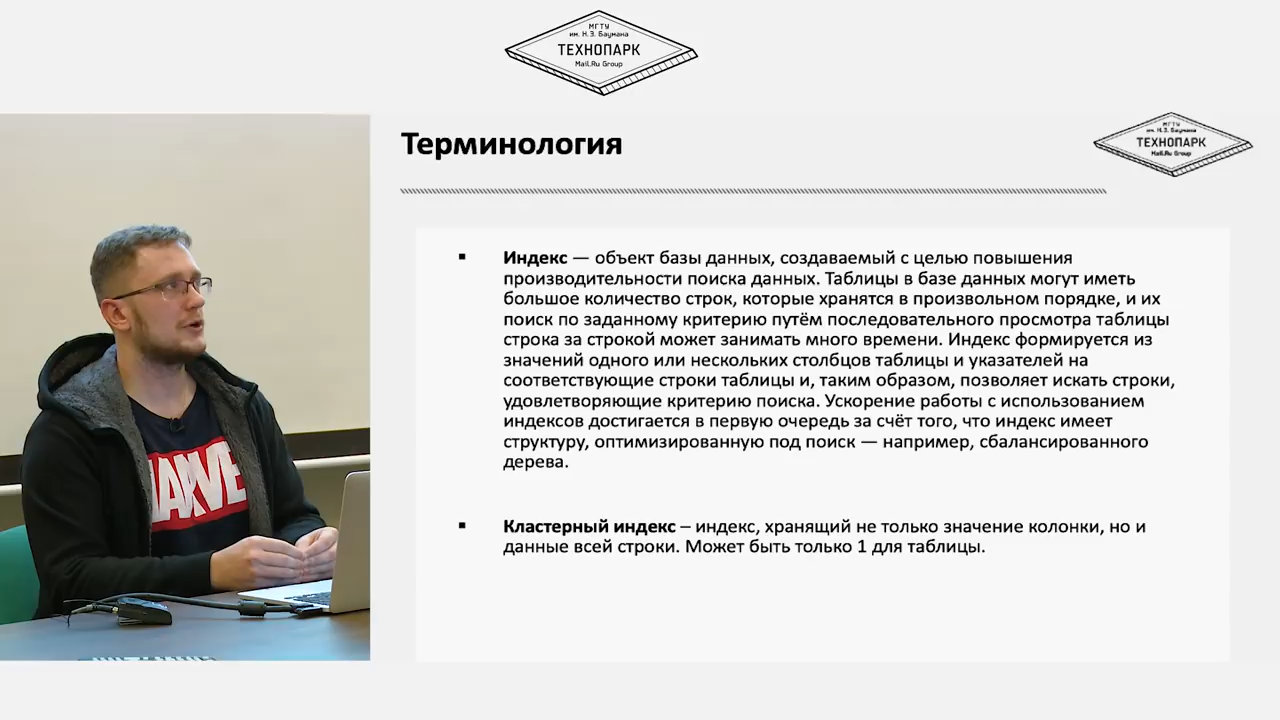 МГТУ
им. Н.Э. Баумана
ТЕХНОПАРК
Mail.Ru Group
Терминология
МГТУ
им. Н.Э. Баумана
ТЕХНОПАРК
Mail.Ru Group
▪ Индекс — объект базы данных, создаваемый с целью повышения
производительности поиска данных. Таблицы в базе данных могут иметь
большое количество строк, которые хранятся в произвольном порядке, и их
поиск по заданному критерию путём последовательного просмотра таблицы
строка за строкой может занимать много времени. Индекс формируется из
значений одного или нескольких столбцов таблицы и указателей на
соответствующие строки таблицы и, таким образом, позволяет искать строки,
удовлетворяющие критерию поиска. Ускорение работы с использованием
индексов достигается в первую очередь за счёт того, что индекс имеет
структуру, оптимизированную под поиск — например, сбалансированного
дерева.
▪ Кластерный индекс – индекс, хранящий не только значение колонки, но и
данные всей строки. Может быть только 1 для таблицы.
MARVE